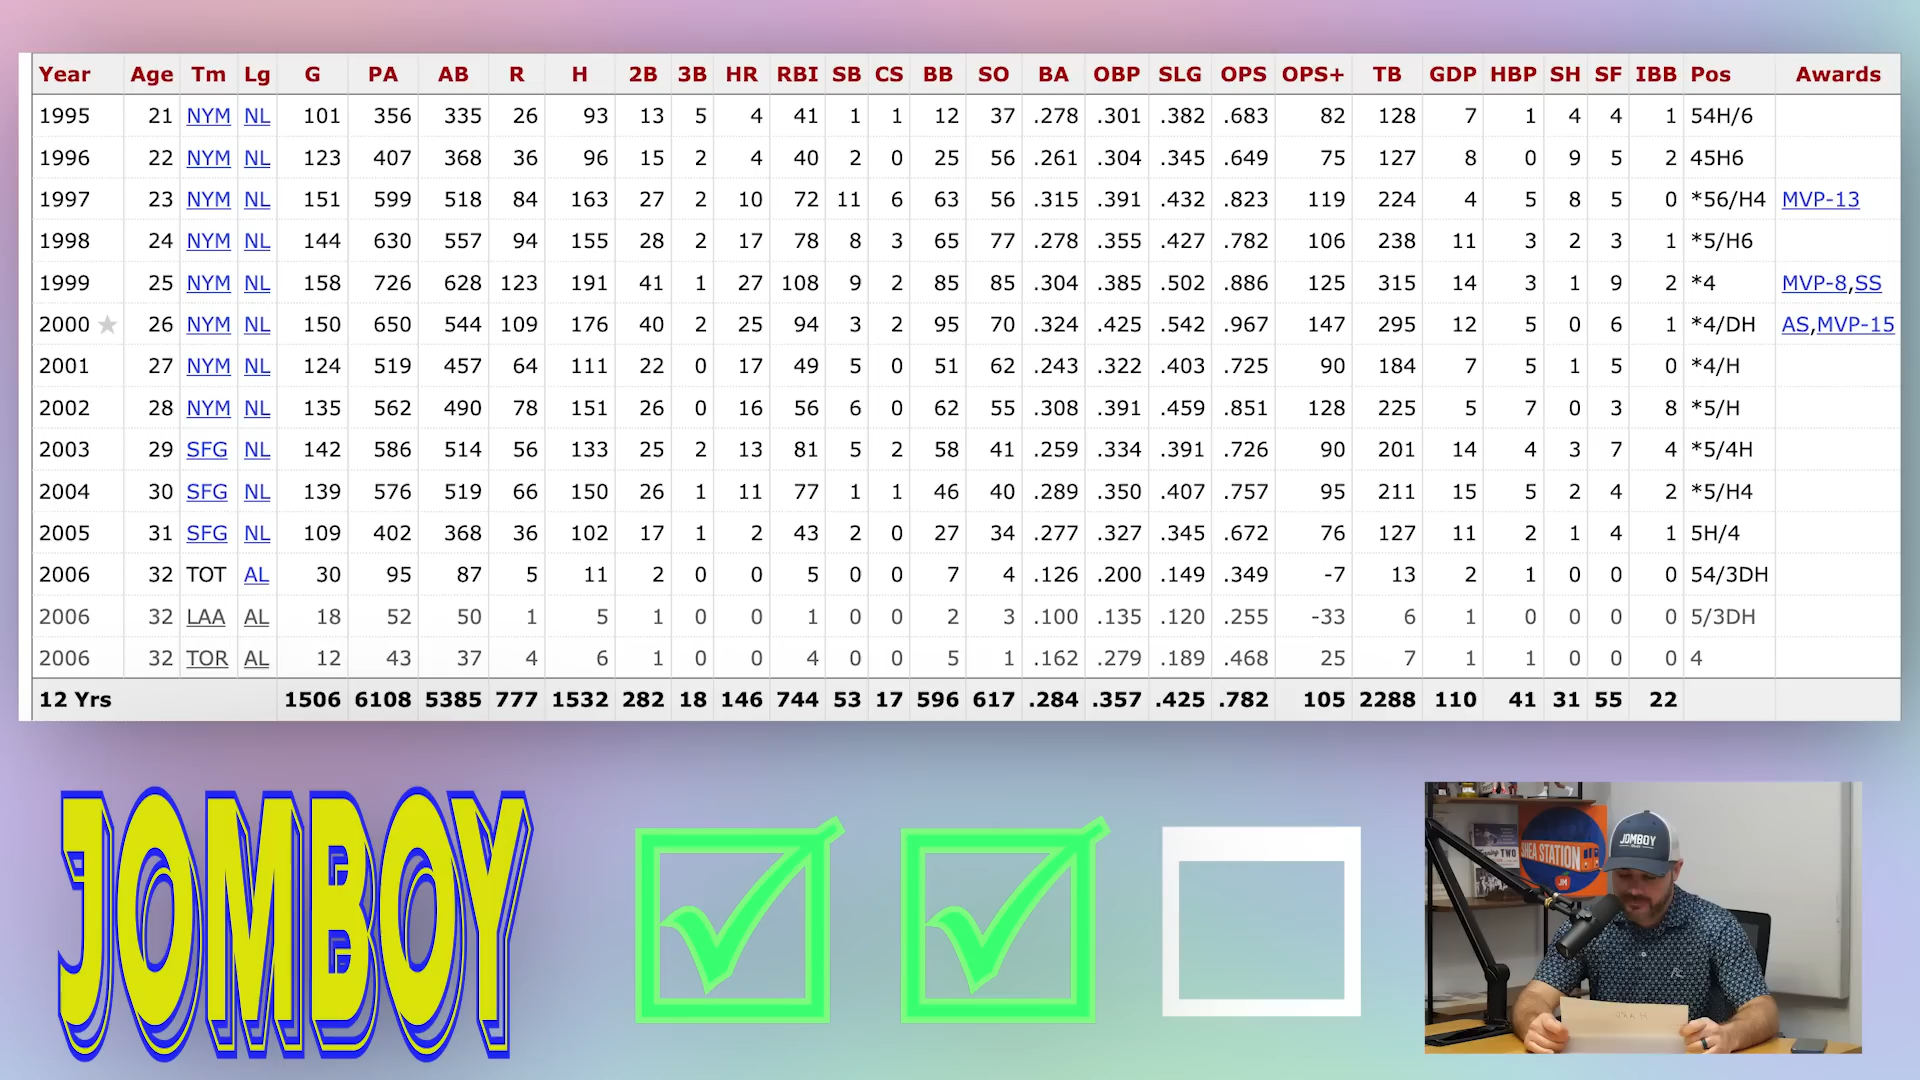 Year Age Tm Lg G PA AB R H 2B 3B HR RBI SB CS BB SO BA OBP SLG OPS OPS+ TB GDP HBP SH SF IBB Pos Awards
1995 21 NYM NL 101 356 335 26 93 13 5 4 41 1 1 12 37 .278 .301 .382 .683 82 128 7 1 4 4 1 54H/6
1996 22 NYM NL 123 407 368 36 96 15 2 4 40 2 0 25 56 .261 .304 .345 .649 75 127 8 0 9 5 2 45H6
1997 23 NYM NL 151 599 518 84 163 27 2 10 72 11 6 63 56 .315 .391 .432 .823 119 224 4 5 8 5 0 *56/H4 MVP-13
1998 24 NYM NL 144 630 557 94 155 28 2 17 78 8 3 65 77 .278 .355 .427 .782 106 238 11 3 2 3 1 *5/H6
1999 25 NYM NL 158 726 628 123 191 41 1 27 108 9 2 85 85 .304 .385 .502 .886 125 315 14 3 1 9 2 *4 MVP-8,SS
2000 ★ 26 NYM NL 150 650 544 109 176 40 2 25 94 3 2 95 70 .324 .425 .542 .967 147 295 12 5 0 6 1 *4/DH AS,MVP-15
2001 27 NYM NL 124 519 457 64 111 22 0 17 49 5 0 51 62 .243 .322 .403 .725 90 184 7 5 1 5 0 *4/H
2002 28 NYM NL 135 562 490 78 151 26 0 16 56 6 0 62 55 .308 .391 .459 .851 128 225 5 7 0 3 8 *5/H
2003 29 SFG NL 142 586 514 56 133 25 2 13 81 5 2 58 41 .259 .334 .391 .726 90 201 14 4 3 7 4 *5/4H
2004 30 SFG NL 139 576 519 66 150 26 1 11 77 1 1 46 40 .289 .350 .407 .757 95 211 15 5 2 4 2 *5/H4
2005 31 SFG NL 109 402 368 36 102 17 1 2 43 2 0 27 34 .277 .327 .345 .672 76 127 11 2 1 4 1 5H/4
2006 32 TOT AL 30 95 87 5 11 2 0 0 5 0 0 7 4 .126 .200 .149 .349 -7 13 2 1 0 0 0 54/3DH
2006 32 LAA AL 18 52 50 1 5 1 0 0 1 0 0 2 3 .100 .135 .120 .255 -33 6 1 0 0 0 0 5/3DH
2006 32 TOR AL 12 43 37 4 6 1 0 0 4 0 0 5 1 .162 .279 .189 .468 25 7 1 1 0 0 0 4
12 Yrs 1506 6108 5385 777 1532 282 18 146 744 53 17 596 617 .284 .357 .425 .782 105 2288 110 41 31 55 22
JOMBOY
JOMBOY
TWO
SHEA STATION
JM